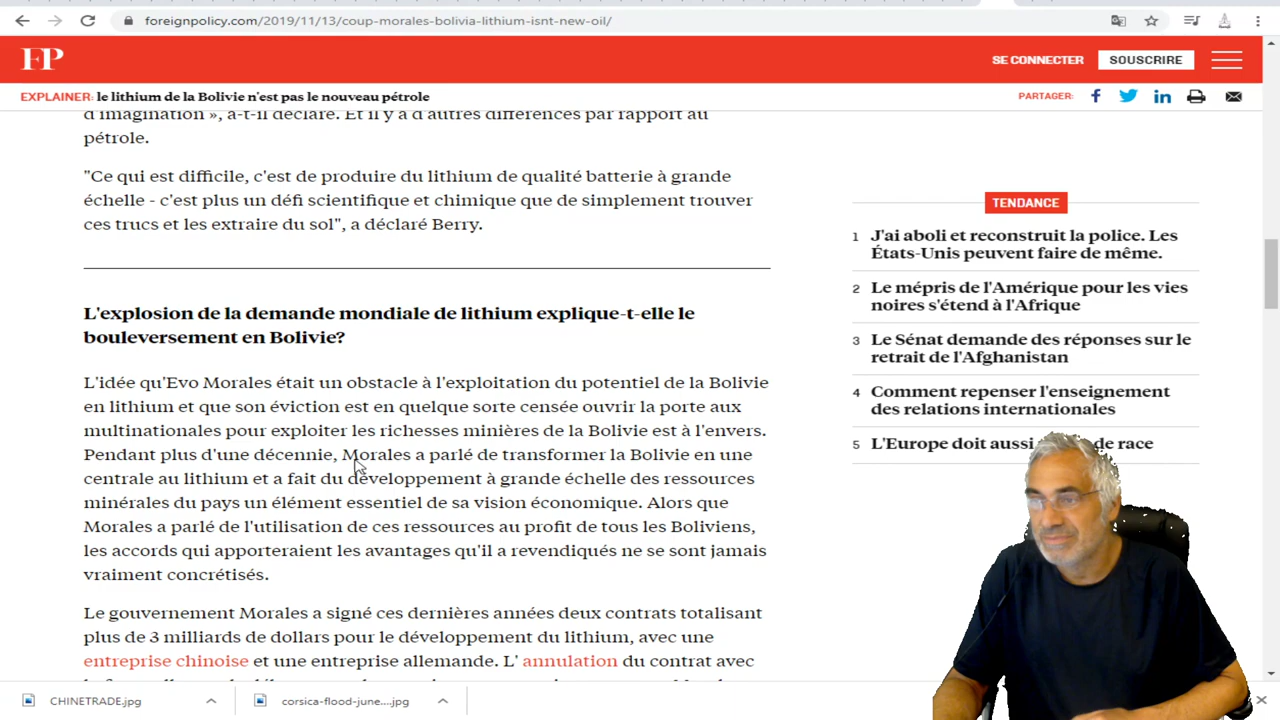 foreignpolicy.com/2019/11/13/coup-morales-bolivia-lithium-isnt-new-oil/
FP
SE CONNECTER
SOUSCRIRE
EXPLAINER: le lithium de la Bolivie n'est pas le nouveau pétrole
PARTAGER:
d'imagination », a-t-il déclaré. Et il y a d'autres différences par rapport au
pétrole.
"Ce qui est difficile, c'est de produire du lithium de qualité batterie à grande
échelle - c'est plus un défi scientifique et chimique que de simplement trouver
ces trucs et les extraire du sol", a déclaré Berry.
L'explosion de la demande mondiale de lithium explique-t-elle le
bouleversement en Bolivie?
L'idée qu'Evo Morales était un obstacle à l'exploitation du potentiel de la Bolivie
en lithium et que son éviction est en quelque sorte censée ouvrir la porte aux
multinationales pour exploiter les richesses minières de la Bolivie est à l'envers.
Pendant plus d'une décennie, Morales a parlé de transformer la Bolivie en une
centrale au lithium et a fait du développement à grande échelle des ressources
minérales du pays un élément essentiel de sa vision économique. Alors que
Morales a parlé de l'utilisation de ces ressources au profit de tous les Boliviens,
les accords qui apporteraient les avantages qu'il a revendiqués ne se sont jamais
vraiment concrétisés.
Le gouvernement Morales a signé ces dernières années deux contrats totalisant
plus de 3 milliards de dollars pour le développement du lithium, avec une
entreprise chinoise et une entreprise allemande. L' annulation du contrat avec
TENDANCE
1 J'ai aboli et reconstruit la police. Les
États-Unis peuvent faire de même.
2 Le mépris de l'Amérique pour les vies
noires s'étend à l'Afrique
3 Le Sénat demande des réponses sur le
retrait de l'Afghanistan
4 Comment repenser l'enseignement
des relations internationales
5 L'Europe doit aussi de race
CHINETRADE.jpg
corsica-flood-june....jpg